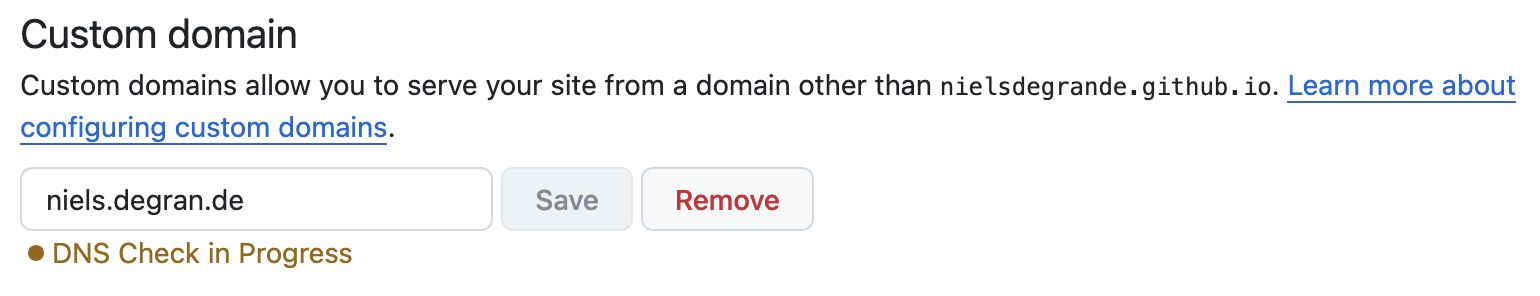 Custom domain
Custom domains allow you to serve your site from a domain other than nielsdegrande.github.io. Learn more about
configuring custom domains.
niels.degran.de Save Remove
DNS Check in Progress